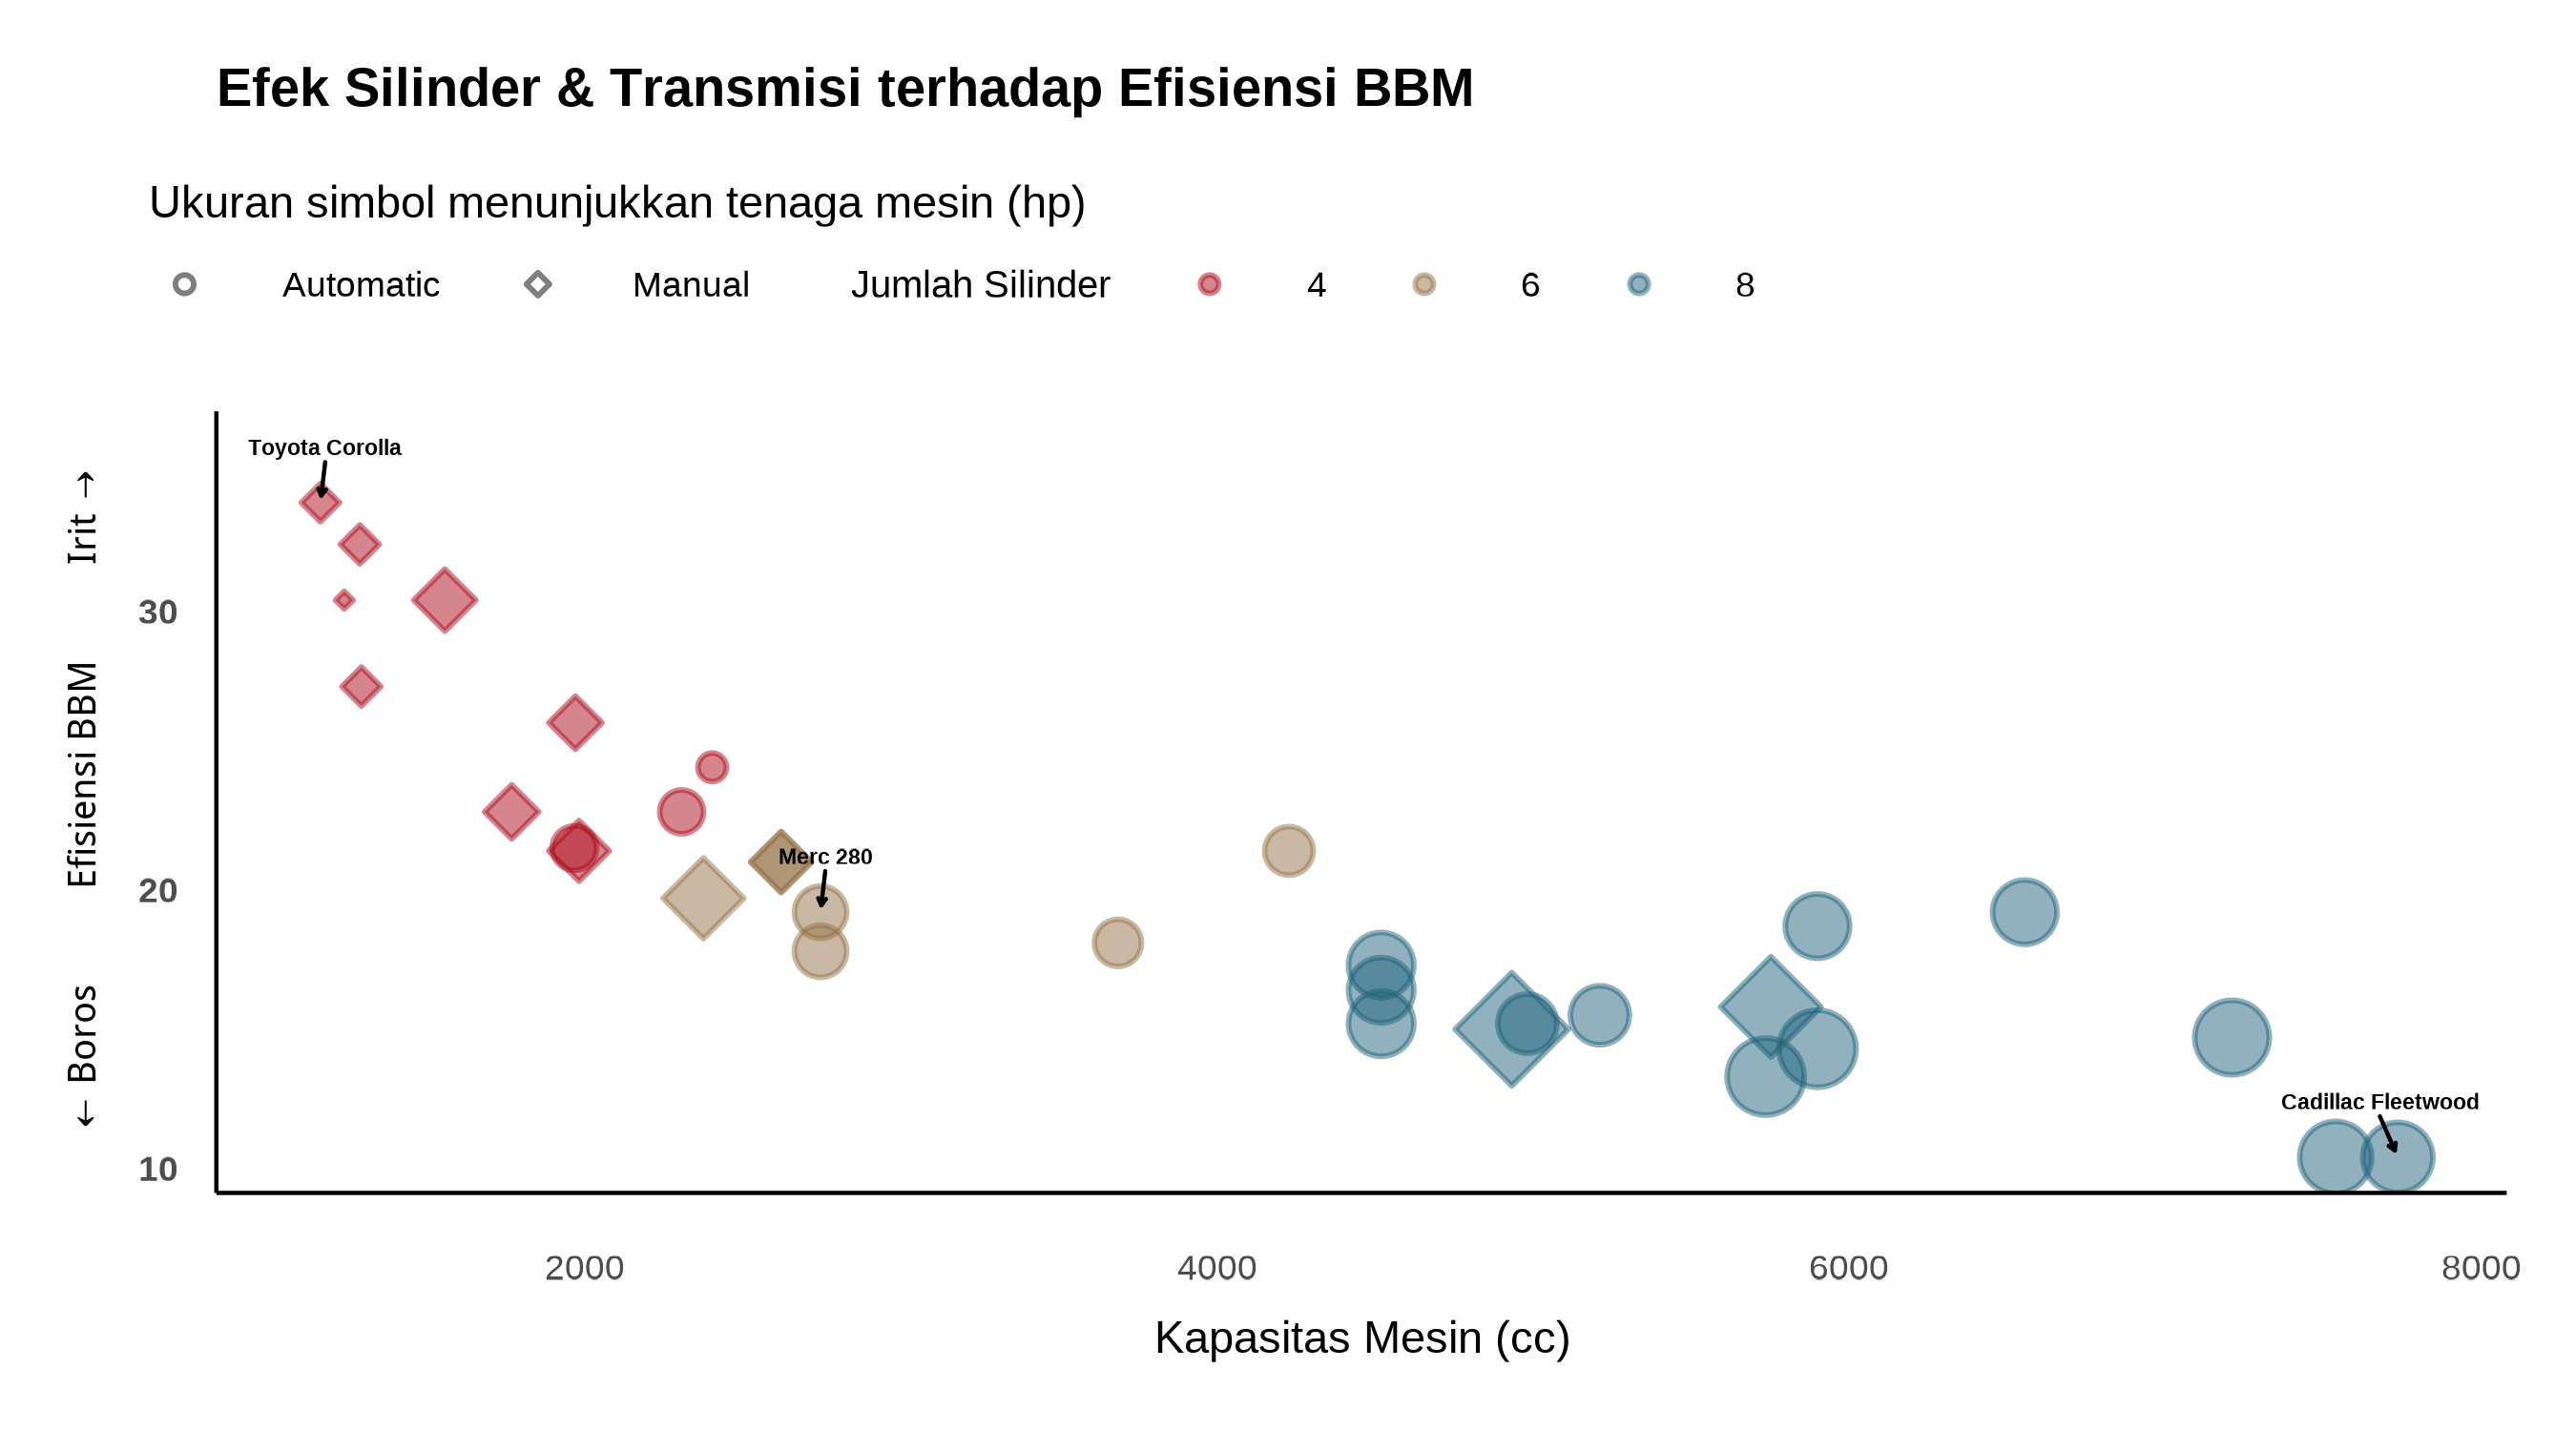 Efek Silinder & Transmisi terhadap Efisiensi BBM
Ukuran simbol menunjukkan tenaga mesin (hp)
Automatic Manual Jumlah Silinder 4 6 8
← Boros Efisiensi BBM Irit →
30
20
10
Toyota Corolla
Merc 280
Cadillac Fleetwood
2000 4000 6000 8000
Kapasitas Mesin (cc)